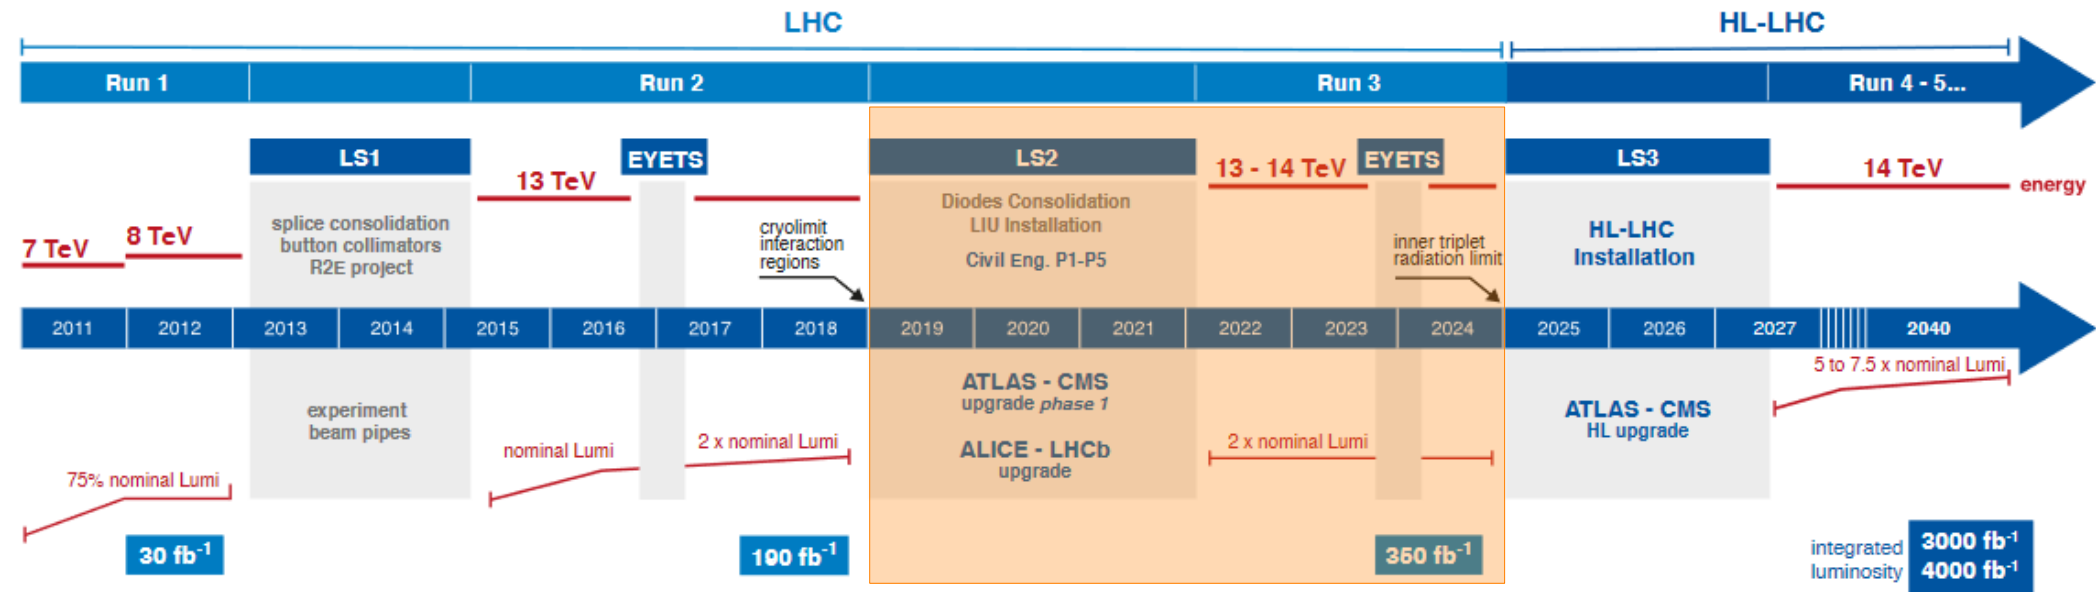 LHC
HL-LHC
Run 1
Run 2
Run 3
Run 4 - 5...
LS1
EYETS
LS2
EYETS
LS3
13 TeV
13 - 14 TeV
14 TeV
energy
7 TeV
8 TeV
splice consolidation
button collimators
R2E project
cryolimit
interaction
regions
Diodes Consolidation
LIU Installation
Civil Eng. P1-P5
inner triplet
radiation limit
HL-LHC
Installation
2011
2012
2013
2014
2015
2016
2017
2018
2019
2020
2021
2022
2023
2024
2025
2026
2027
2040
75% nominal Lumi
experiment
beam pipes
nominal Lumi
2 x nominal Lumi
ATLAS - CMS
upgrade phase 1
ALICE - LHCb
upgrade
2 x nominal Lumi
ATLAS - CMS
HL upgrade
5 to 7.5 x nominal Lumi
30 fb⁻¹
190 fb⁻¹
350 fb⁻¹
integrated
luminosity
3000 fb⁻¹
4000 fb⁻¹